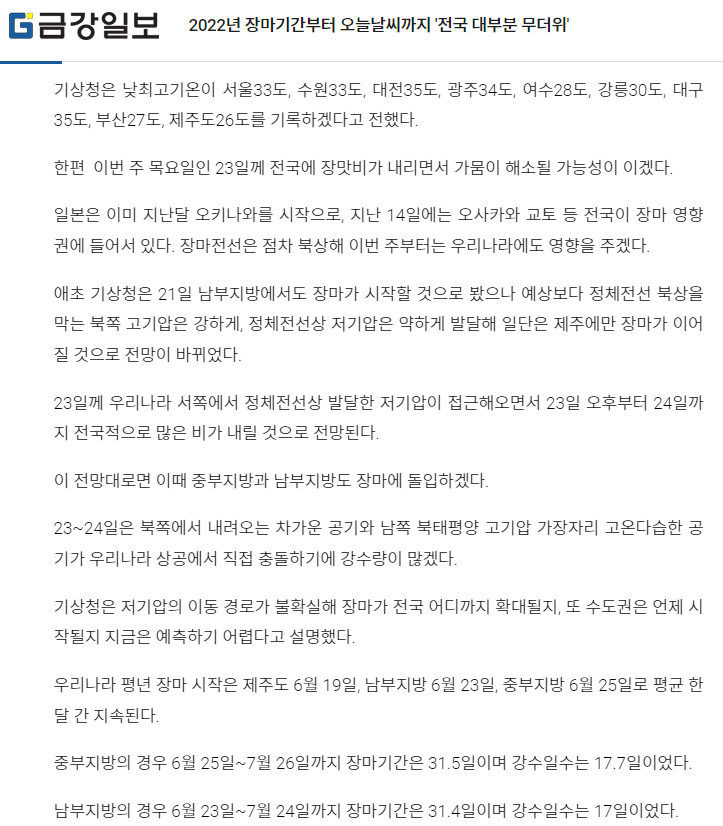 금강일보
2022년 장마기간부터 오늘날씨까지 '전국 대부분 무더위'
기상청은 낮최고기온이 서울33도, 수원33도, 대전35도, 광주34도, 여수28도, 강릉30도, 대구
35도, 부산27도, 제주도26도를 기록하겠다고 전했다.
한편  이번 주 목요일인 23일께 전국에 장맛비가 내리면서 가뭄이 해소될 가능성이 이겠다.
일본은 이미 지난달 오키나와를 시작으로, 지난 14일에는 오사카와 교토 등 전국이 장마 영향
권에 들어서 있다. 장마전선은 점차 북상해 이번 주부터는 우리나라에도 영향을 주겠다.
애초 기상청은 21일 남부지방에서도 장마가 시작할 것으로 봤으나 예상보다 정체전선 북상을
막는 북쪽 고기압은 강하게, 정체전선상 저기압은 약하게 발달해 일단은 제주에만 장마가 이어
질 것으로 전망이 바뀌었다.
23일께 우리나라 서쪽에서 정체전선상 발달한 저기압이 접근해오면서 23일 오후부터 24일까
지 전국적으로 많은 비가 내릴 것으로 전망된다.
이 전망대로면 이때 중부지방과 남부지방도 장마에 돌입하겠다.
23~24일은 북쪽에서 내려오는 차가운 공기와 남쪽 북태평양 고기압 가장자리 고온다습한 공
기가 우리나라 상공에서 직접 충돌하기에 강수량이 많겠다.
기상청은 저기압의 이동 경로가 불확실해 장마가 전국 어디까지 확대될지, 또 수도권은 언제 시
작될지 지금은 예측하기 어렵다고 설명했다.
우리나라 평년 장마 시작은 제주도 6월 19일, 남부지방 6월 23일, 중부지방 6월 25일로 평균 한
달 간 지속된다.
중부지방의 경우 6월 25일~7월 26일까지 장마기간은 31.5일이며 강수일수는 17.7일이었다.
남부지방의 경우 6월 23일~7월 24일까지 장마기간은 31.4일이며 강수일수는 17일이었다.